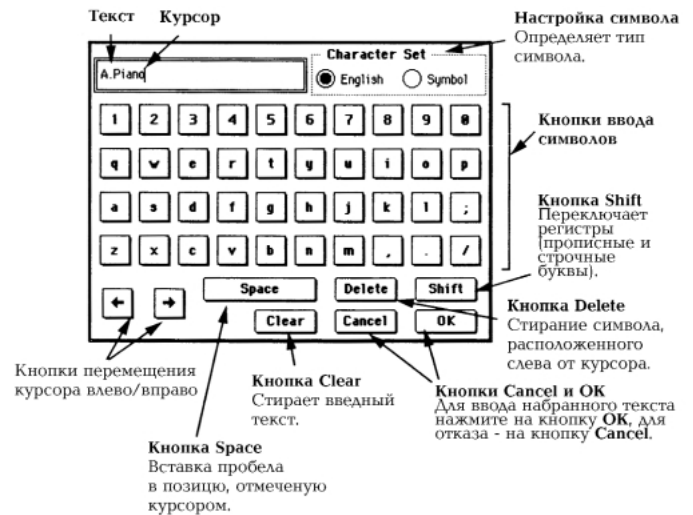 Текст Курсор
Настройка символа
Определяет тип
символа.
Character Set
A.Piano
English Symbol
1 2 3 4 5 6 7 8 9 0
Кнопки ввода
символов
q w e r t y u i o p
a s d f g h j k l ;
Кнопка Shift
Переключает
регистры
(прописные и
строчные
буквы).
z x c v b n m , . /
Space Delete Shift
← →
Clear Cancel OK
Кнопка Delete
Стирание символа,
расположенного
слева от курсора.
Кнопки перемещения
курсора влево/вправо
Кнопка Clear
Стирает введный
текст.
Кнопки Cancel и OK
Для ввода набранного текста
нажмите на кнопку OK, для
отказа - на кнопку Cancel.
Кнопка Space
Вставка пробела
в позицю, отмеченую
курсором.